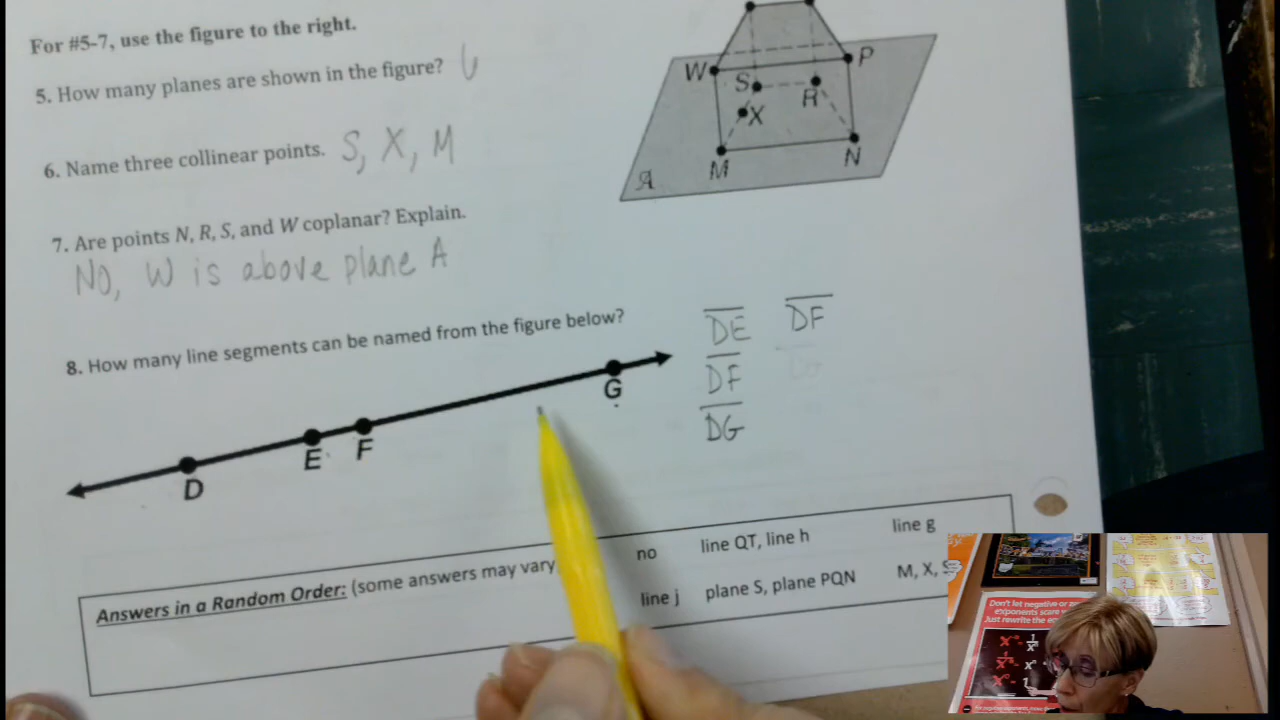 For #5-7, use the figure to the right.
5. How many planes are shown in the figure? 6
6. Name three collinear points. S, X, M
7. Are points N, R, S, and W coplanar? Explain.
No, W is above plane A
W
P
S
R
X
M
N
A
8. How many line segments can be named from the figure below?
DE DF
DF
DG
D
E
F
G
Answers in a Random Order: (some answers may vary
no line QT, line h line g
line j plane S, plane PQN M, X, S
Don't let negative or
exponents scare
Just rewrite the